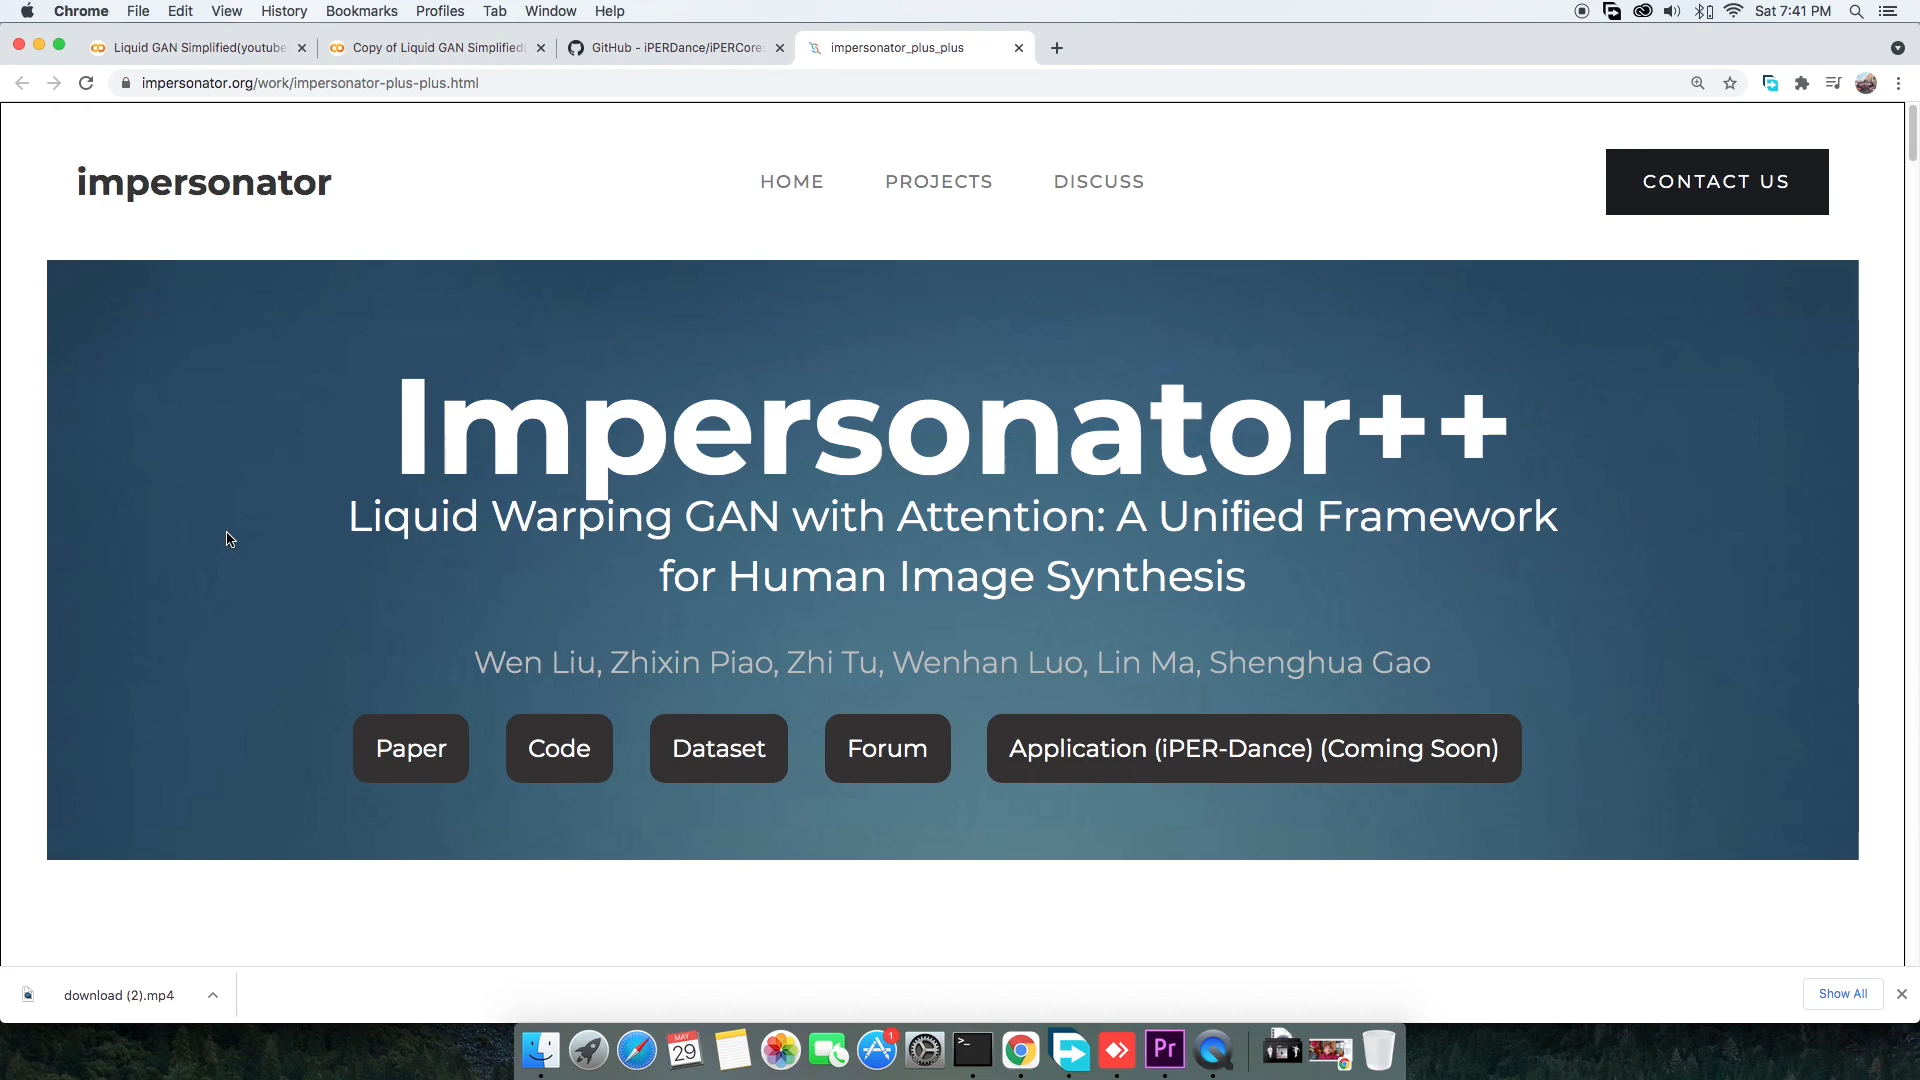 Chrome File Edit View History Bookmarks Profiles Tab Window Help Sat 7:41 PM
Liquid GAN Simplified(youtube Copy of Liquid GAN Simplified( GitHub - iPERDance/iPERCore: impersonator_plus_plus
impersonator.org/work/impersonator-plus-plus.html
impersonator HOME PROJECTS DISCUSS CONTACT US
Impersonator++
Liquid Warping GAN with Attention: A Unified Framework
for Human Image Synthesis
Wen Liu, Zhixin Piao, Zhi Tu, Wenhan Luo, Lin Ma, Shenghua Gao
Paper Code Dataset Forum Application (iPER-Dance) (Coming Soon)
download (2).mp4 Show All
MAY
29
1
Pr